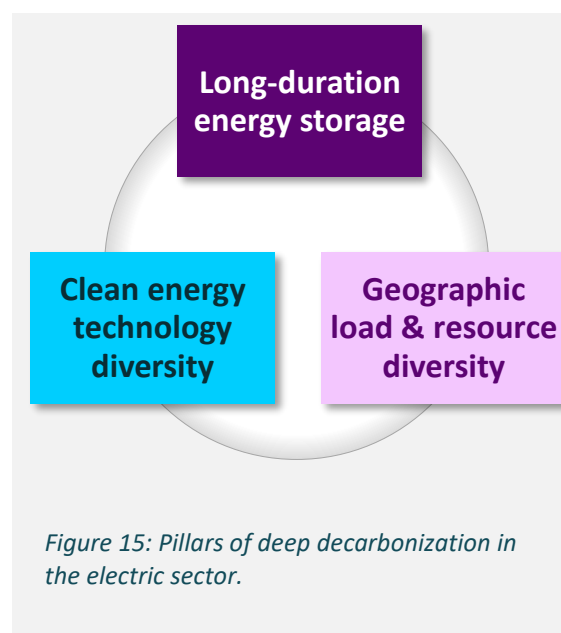 Long-duration
energy storage
Clean energy
technology
diversity
Geographic
load & resource
diversity
Figure 15: Pillars of deep decarbonization in
the electric sector.